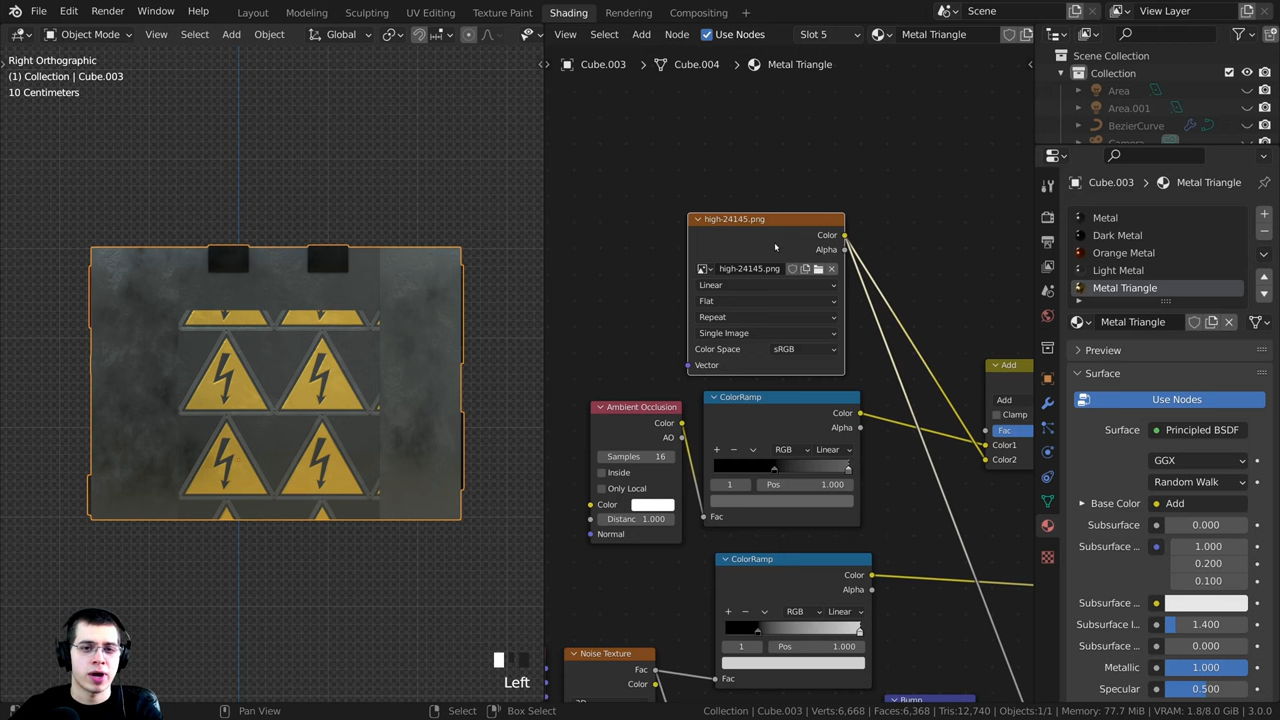 File Edit Render Window Help Layout Modeling Sculpting UV Editing Texture Paint Shading Rendering Compositing Scene View Layer
Object Mode View Select Add Object Global View Select Add Node Use Nodes Slot 5 Metal Triangle
Right Orthographic
(1) Collection | Cube.003
10 Centimeters
Cube.003 Cube.004 Metal Triangle
Scene Collection
Collection
Area
Area.001
BezierCurve
Cube.003 Metal Triangle
Metal
Dark Metal
Orange Metal
Light Metal
Metal Triangle
Metal Triangle
Preview
Surface
Use Nodes
Surface Principled BSDF
GGX
Random Walk
Base Color Add
Subsurface 0.000
Subsurface ... 1.000
0.200
0.100
Subsurface ...
Subsurface I... 1.400
Subsurface ... 0.000
Metallic 1.000
Specular 0.500
high-24145.png
Color
Alpha
high-24145.png
Linear
Flat
Repeat
Single Image
Color Space sRGB
Vector
Ambient Occlusion
Color
AO
Samples 16
Inside
Only Local
Color
Distanc 1.000
Normal
ColorRamp
Color
Alpha
RGB Linear
1 Pos 1.000
Fac
Add
Add
Clamp
Fac
Color1
Color2
ColorRamp
Color
Alpha
RGB Linear
1 Pos 1.000
Fac
Noise Texture
Fac
Color
Bump
Left
Pan View Select Box Select Collection | Cube.003 | Verts:6,668 | Faces:6,368 | Tris:12,740 | Objects:1/1 | Memory: 77.7 MiB | VRAM: 1.8/8.0 GiB | 3.0.0